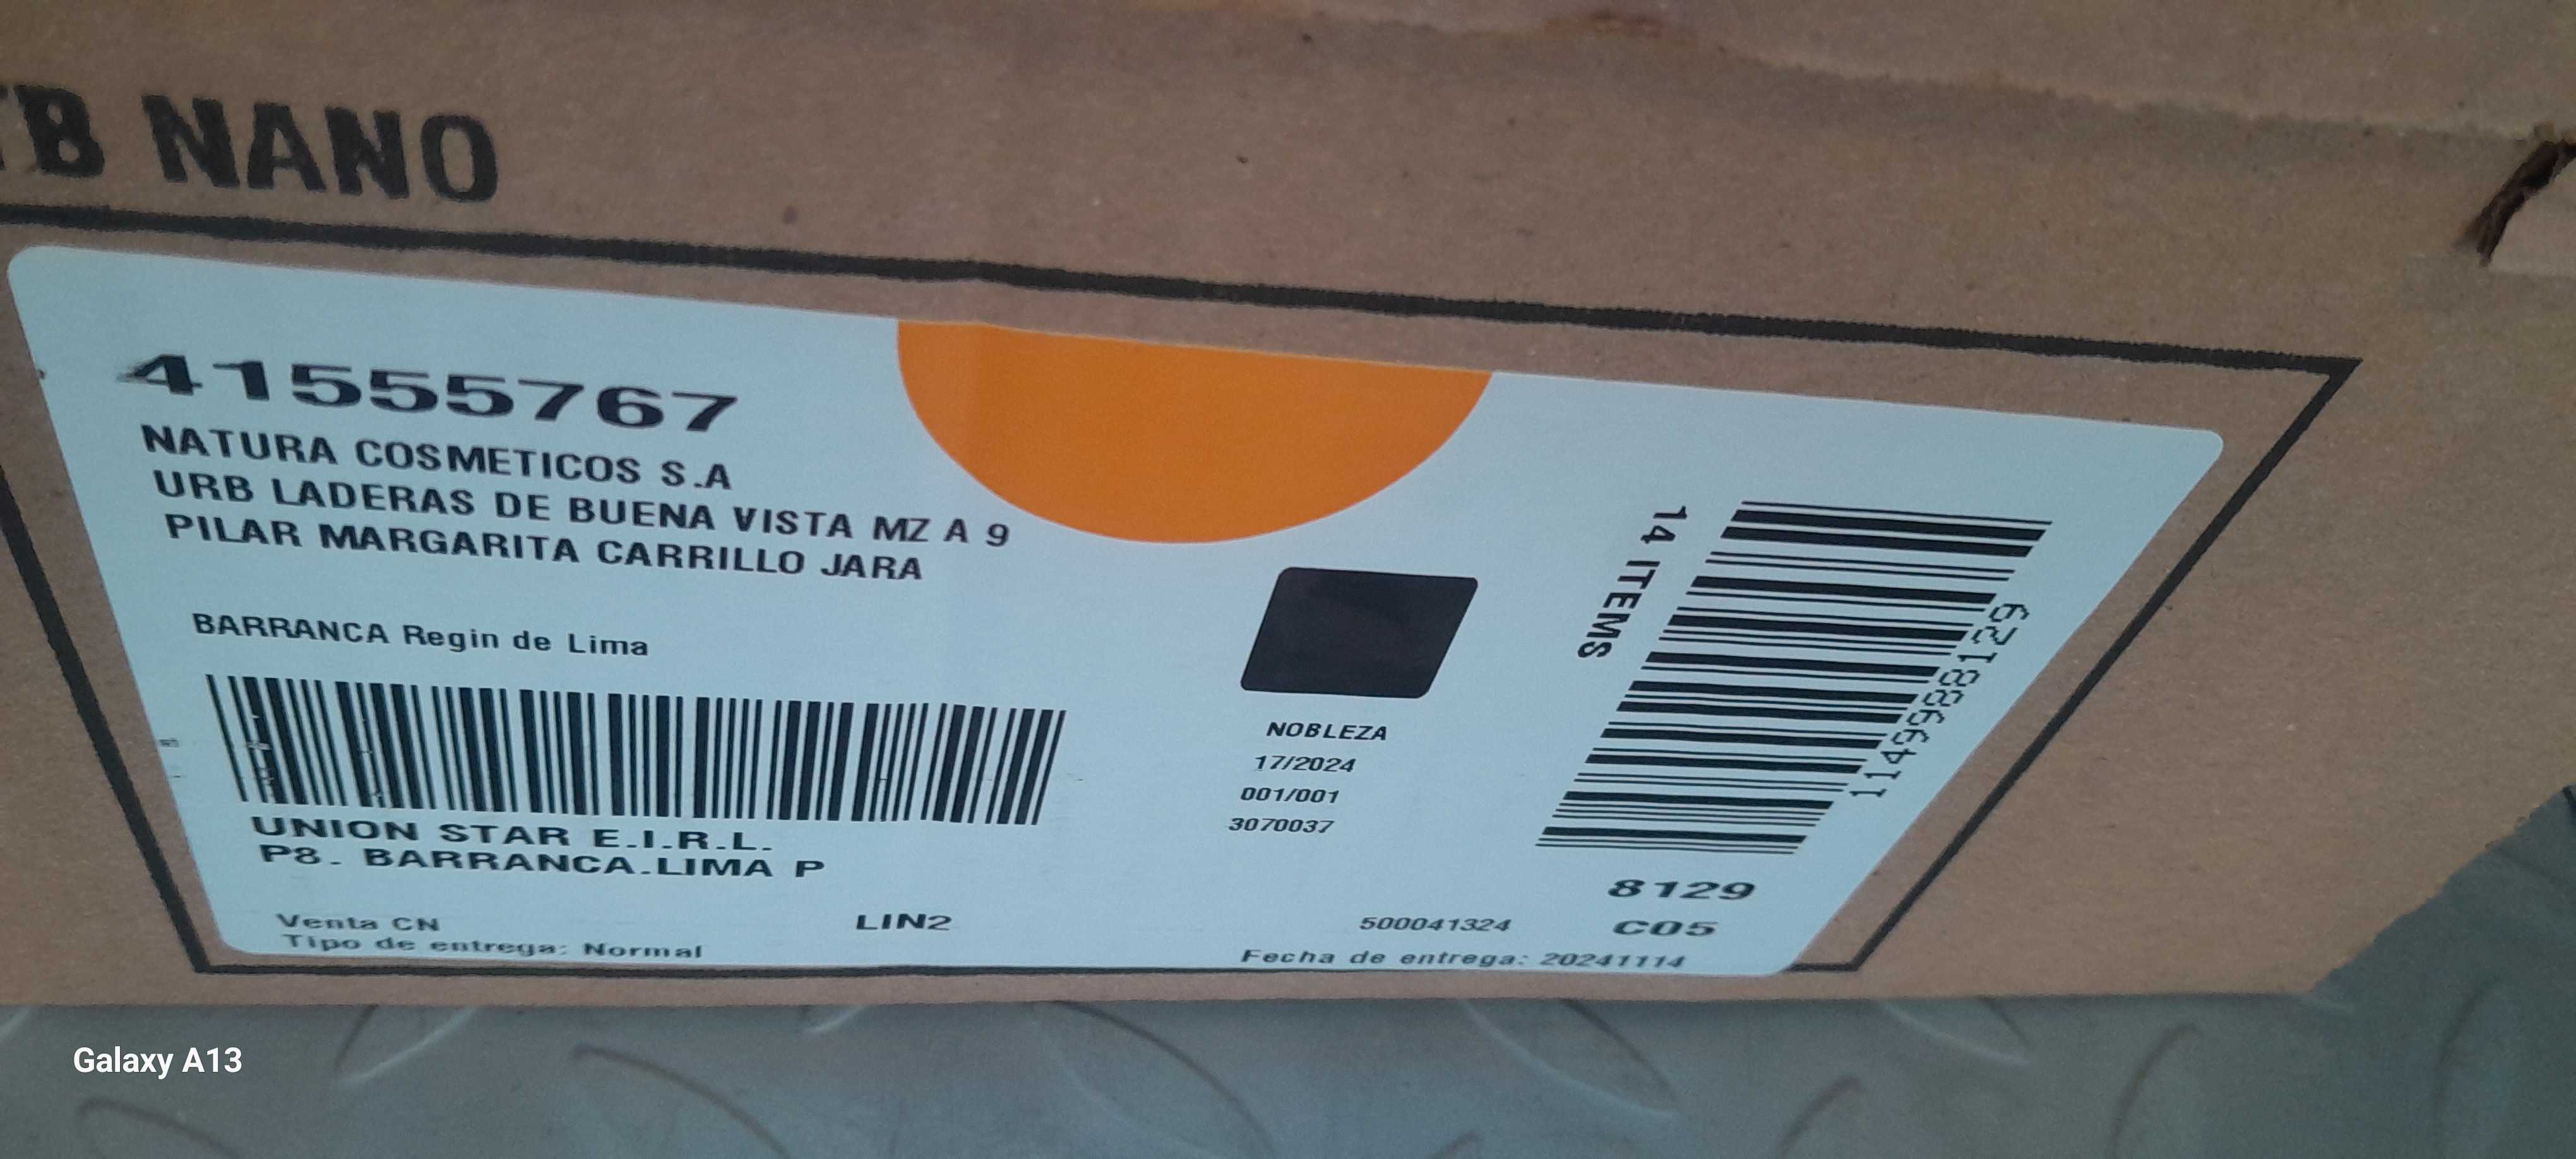 TB NANO
41555767
NATURA COSMETICOS S.A
URB LADERAS DE BUENA VISTA MZ A 9
PILAR MARGARITA CARRILLO JARA
BARRANCA Regin de Lima
UNION STAR E.I.R.L.
P8. BARRANCA.LIMA P
Venta CN
LIN2
Tipo de entrega: Normal
NOBLEZA
17/2024
001/001
3070037
500041324
Fecha de entrega: 20241114
14 ITEMS
6218869411
8129
C05
Galaxy A13